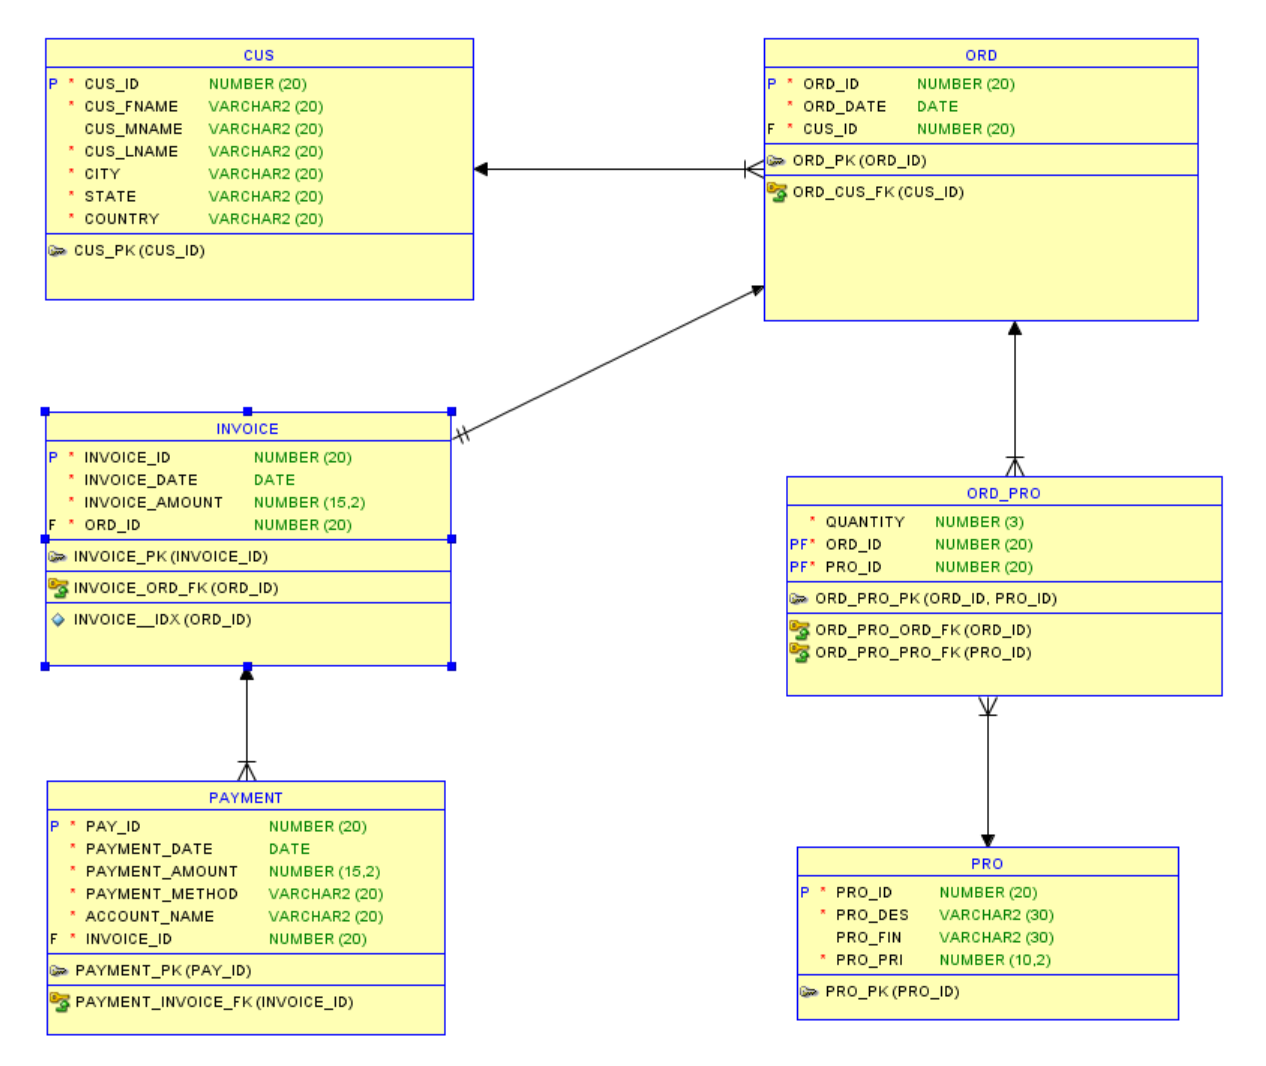 CUS
P * CUS_ID NUMBER (20)
* CUS_FNAME VARCHAR2 (20)
CUS_MNAME VARCHAR2 (20)
* CUS_LNAME VARCHAR2 (20)
* CITY VARCHAR2 (20)
* STATE VARCHAR2 (20)
* COUNTRY VARCHAR2 (20)
CUS_PK (CUS_ID)
ORD
P * ORD_ID NUMBER (20)
* ORD_DATE DATE
F * CUS_ID NUMBER (20)
ORD_PK (ORD_ID)
ORD_CUS_FK (CUS_ID)
INVOICE
P * INVOICE_ID NUMBER (20)
* INVOICE_DATE DATE
* INVOICE_AMOUNT NUMBER (15,2)
F * ORD_ID NUMBER (20)
INVOICE_PK (INVOICE_ID)
INVOICE_ORD_FK (ORD_ID)
INVOICE__IDX (ORD_ID)
ORD_PRO
* QUANTITY NUMBER (3)
PF* ORD_ID NUMBER (20)
PF* PRO_ID NUMBER (20)
ORD_PRO_PK (ORD_ID, PRO_ID)
ORD_PRO_ORD_FK (ORD_ID)
ORD_PRO_PRO_FK (PRO_ID)
PAYMENT
P * PAY_ID NUMBER (20)
* PAYMENT_DATE DATE
* PAYMENT_AMOUNT NUMBER (15,2)
* PAYMENT_METHOD VARCHAR2 (20)
* ACCOUNT_NAME VARCHAR2 (20)
F * INVOICE_ID NUMBER (20)
PAYMENT_PK (PAY_ID)
PAYMENT_INVOICE_FK (INVOICE_ID)
PRO
P * PRO_ID NUMBER (20)
* PRO_DES VARCHAR2 (30)
PRO_FIN VARCHAR2 (30)
* PRO_PRI NUMBER (10,2)
PRO_PK (PRO_ID)